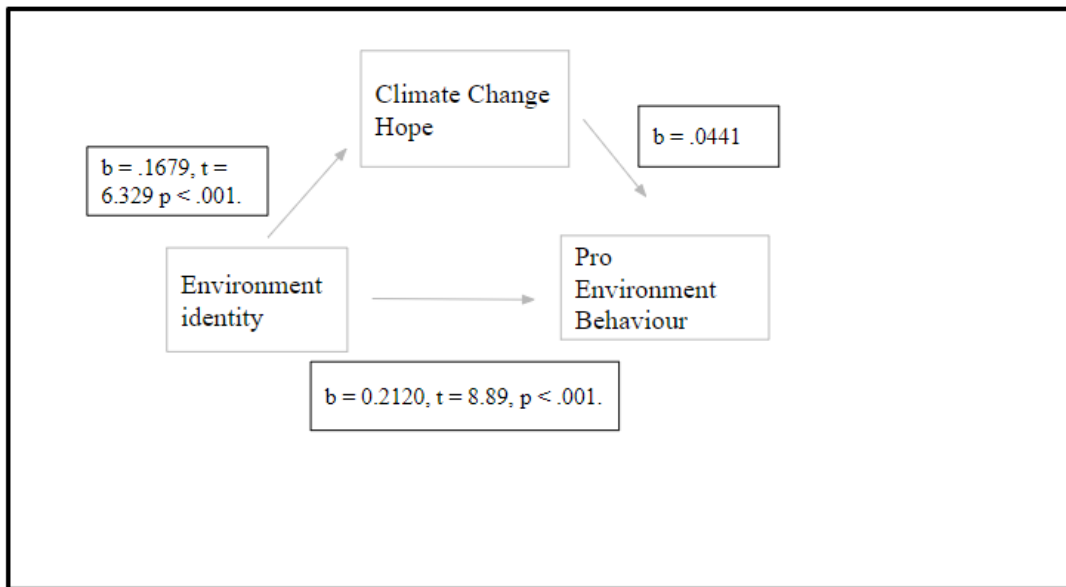 Climate Change
Hope
b = .0441
b = .1679, t =
6.329 p < .001.
Environment
identity
Pro
Environment
Behaviour
b = 0.2120, t = 8.89, p < .001.